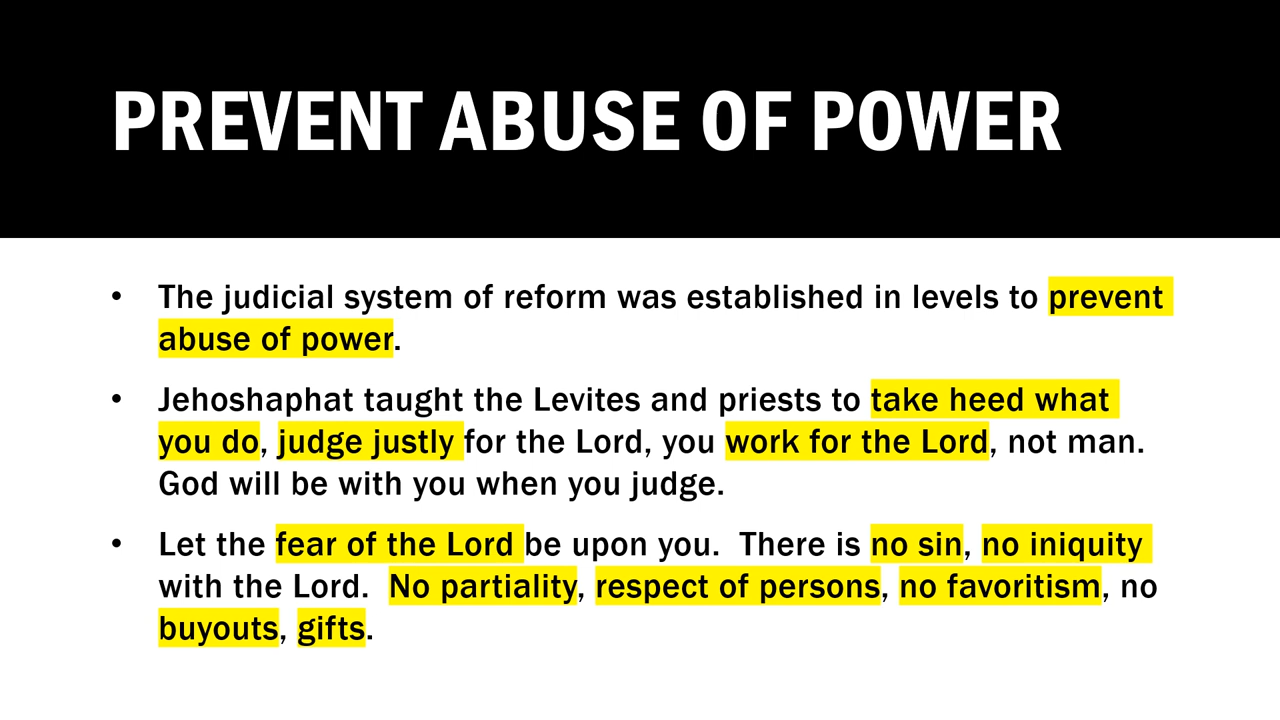 PREVENT ABUSE OF POWER
• The judicial system of reform was established in levels to prevent
abuse of power.
• Jehoshaphat taught the Levites and priests to take heed what
you do, judge justly for the Lord, you work for the Lord, not man.
God will be with you when you judge.
• Let the fear of the Lord be upon you.  There is no sin, no iniquity
with the Lord.  No partiality, respect of persons, no favoritism, no
buyouts, gifts.